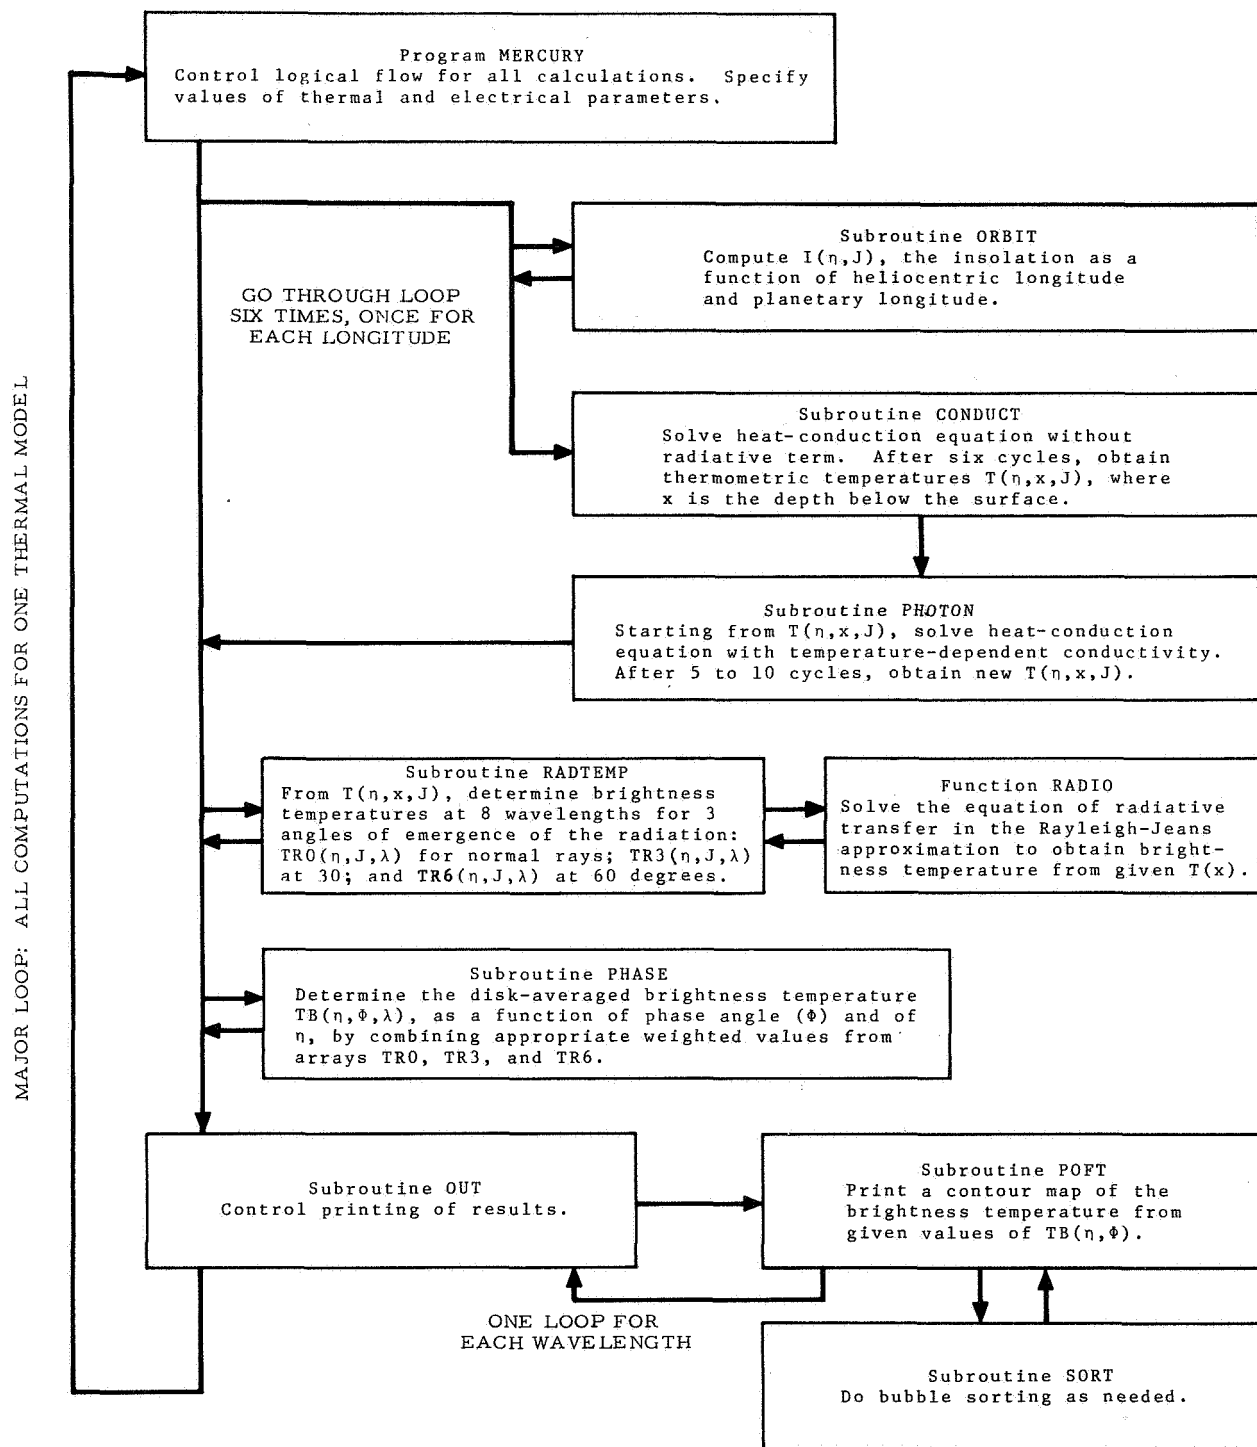 Program MERCURY
Control logical flow for all calculations. Specify
values of thermal and electrical parameters.
Subroutine ORBIT
Compute I(η,J), the insolation as a
function of heliocentric longitude
and planetary longitude.
GO THROUGH LOOP
SIX TIMES, ONCE FOR
EACH LONGITUDE
Subroutine CONDUCT
Solve heat-conduction equation without
radiative term. After six cycles, obtain
thermometric temperatures T(η,x,J), where
x is the depth below the surface.
Subroutine PHOTON
Starting from T(η,x,J), solve heat-conduction
equation with temperature-dependent conductivity.
After 5 to 10 cycles, obtain new T(η,x,J).
MAJOR LOOP: ALL COMPUTATIONS FOR ONE THERMAL MODEL
Subroutine RADTEMP
From T(η,x,J), determine brightness
temperatures at 8 wavelengths for 3
angles of emergence of the radiation:
TR0(η,J,λ) for normal rays; TR3(η,J,λ)
at 30; and TR6(η,J,λ) at 60 degrees.
Function RADIO
Solve the equation of radiative
transfer in the Rayleigh-Jeans
approximation to obtain bright-
ness temperature from given T(x).
Subroutine PHASE
Determine the disk-averaged brightness temperature
TB(η,Φ,λ), as a function of phase angle (Φ) and of
η, by combining appropriate weighted values from
arrays TR0, TR3, and TR6.
Subroutine OUT
Control printing of results.
Subroutine POFT
Print a contour map of the
brightness temperature from
given values of TB(η,Φ).
ONE LOOP FOR
EACH WAVELENGTH
Subroutine SORT
Do bubble sorting as needed.